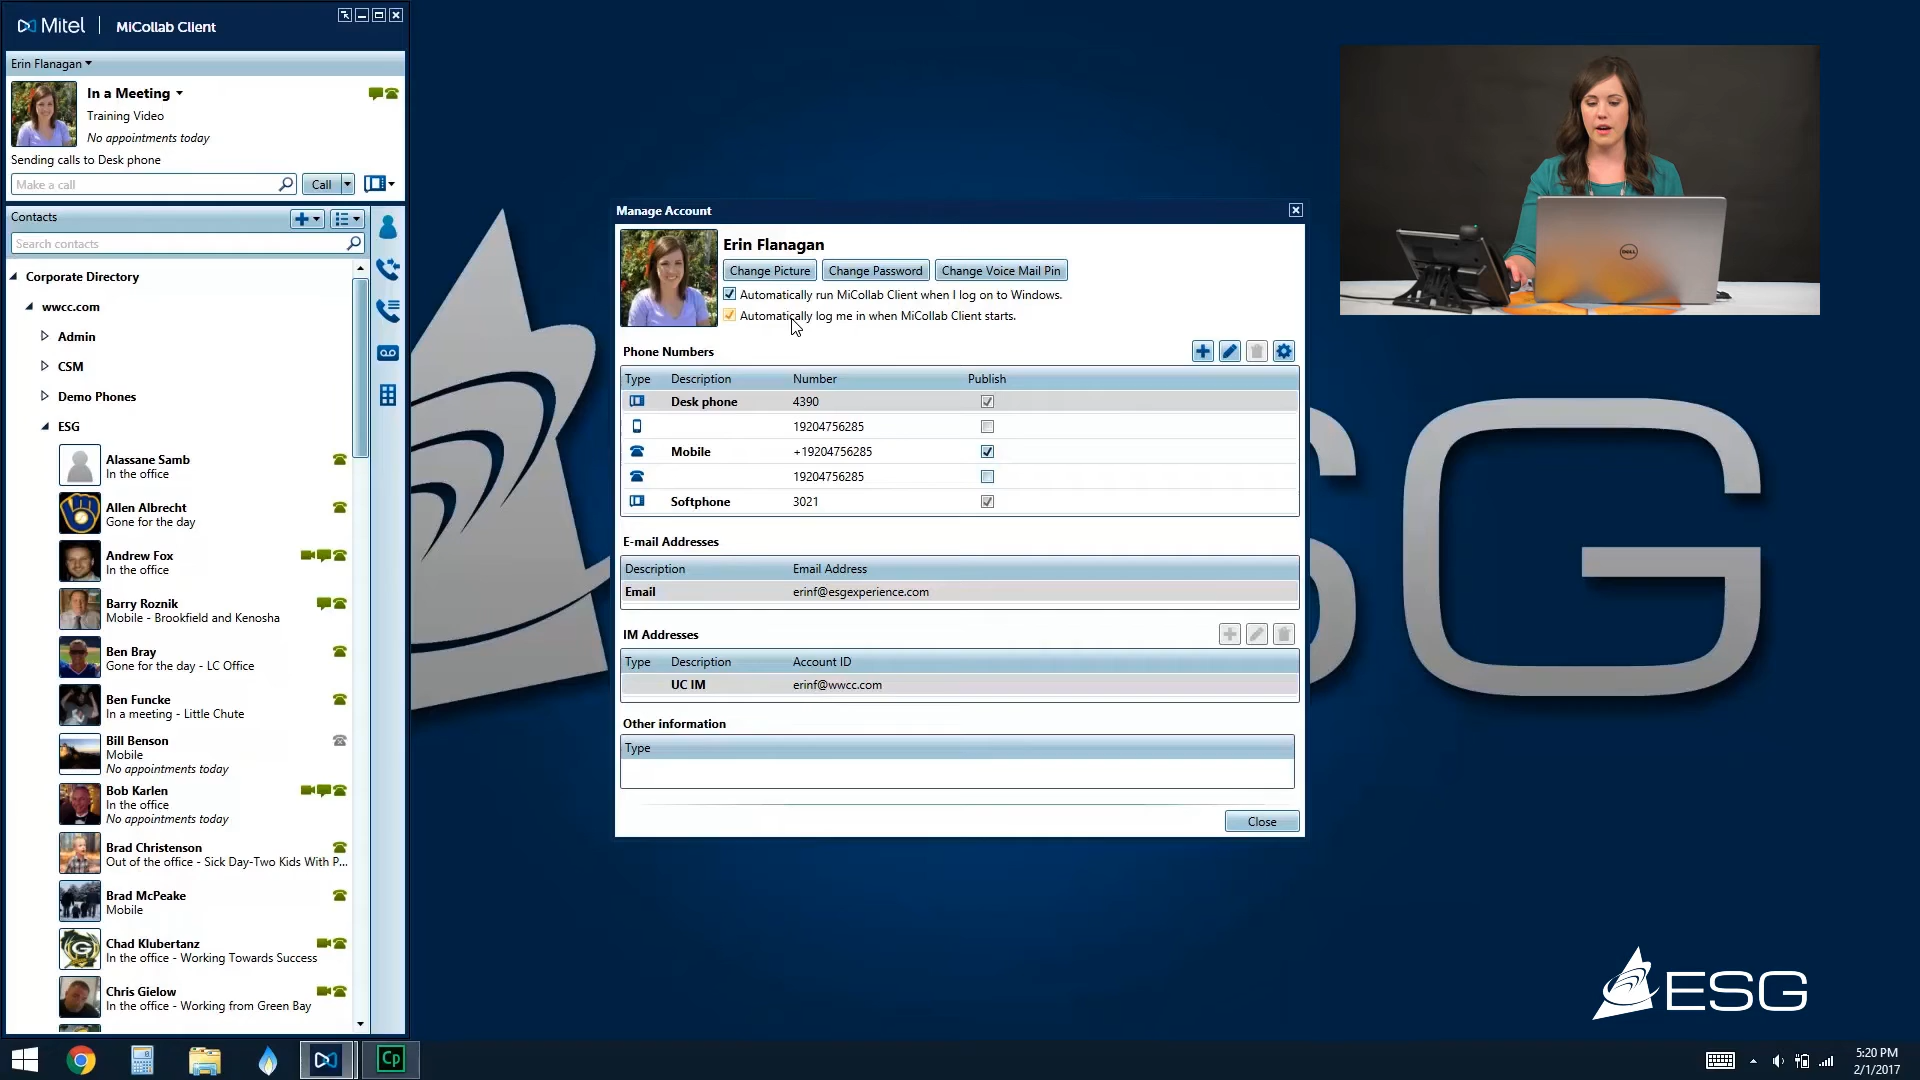 Mitel | MiCollab Client
Erin Flanagan
In a Meeting
Training Video
No appointments today
Sending calls to Desk phone
Make a call
Call
Contacts
Search contacts
Corporate Directory
wwcc.com
Admin
CSM
Demo Phones
ESG
Alassane Samb
In the office
Allen Albrecht
Gone for the day
Andrew Fox
In the office
Barry Roznik
Mobile - Brookfield and Kenosha
Ben Bray
Gone for the day - LC Office
Ben Funcke
In a meeting - Little Chute
Bill Benson
Mobile
No appointments today
Bob Karlen
In the office
No appointments today
Brad Christenson
Out of the office - Sick Day-Two Kids With P...
Brad McPeake
Mobile
Chad Klubertanz
In the office - Working Towards Success
Chris Gielow
In the office - Working from Green Bay
Manage Account
Erin Flanagan
Change Picture Change Password Change Voice Mail Pin
Automatically run MiCollab Client when I log on to Windows.
Automatically log me in when MiCollab Client starts.
Phone Numbers
Type Description Number Publish
Desk phone 4390
19204756285
Mobile +19204756285
19204756285
Softphone 3021
E-mail Addresses
Description Email Address
Email erinf@esgexperience.com
IM Addresses
Type Description Account ID
UC IM erinf@wwcc.com
Other information
Type
Close
SG
DELL
ESG
Cp
5:20 PM
2/1/2017